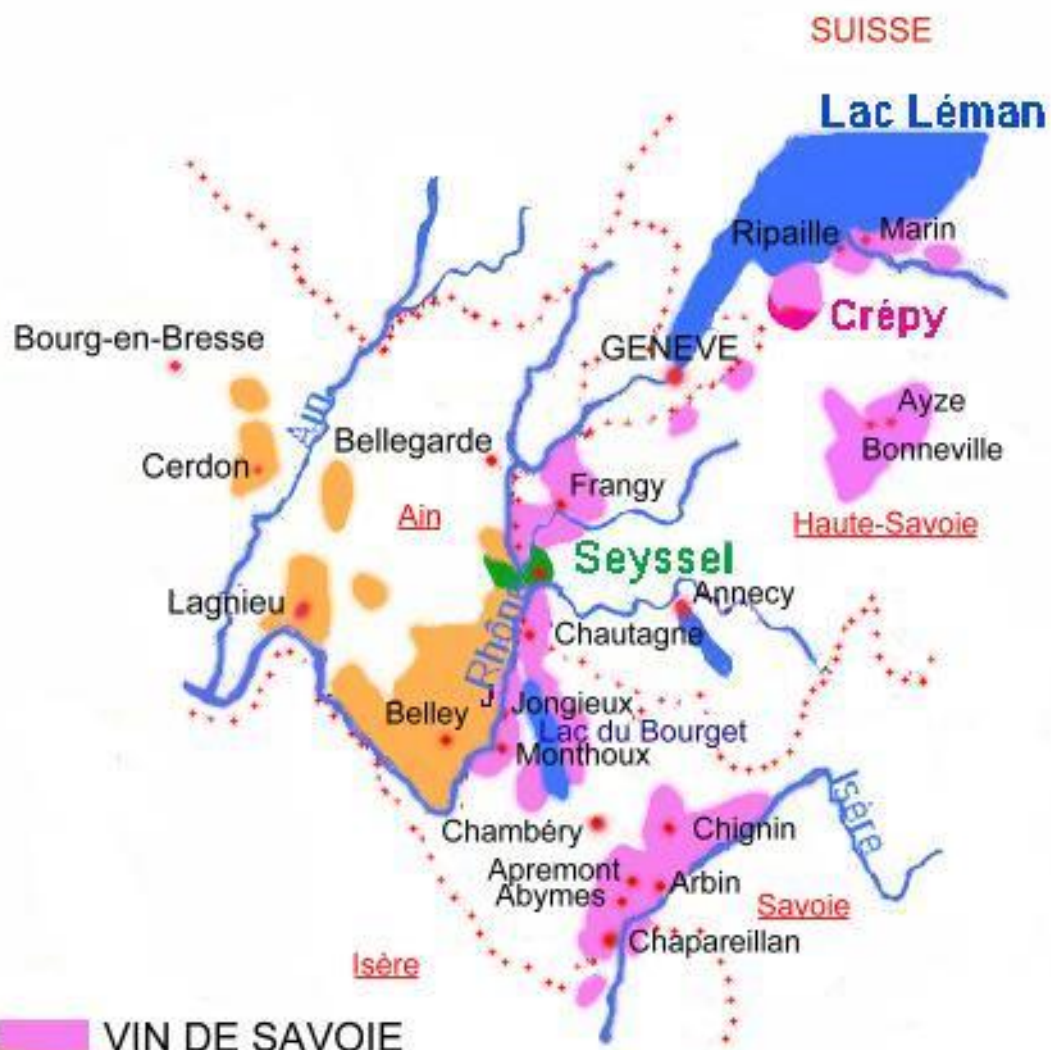 SUISSE
Lac Léman
Ripaille
Marin
Crépy
GENEVE
Bourg-en-Bresse
Ain
Ayze
Bellegarde
Bonneville
Cerdon
Frangy
Ain
Haute-Savoie
Seyssel
Annecy
Lagnieu
Chautagne
Rhône
Jongieux
Belley
Lac du Bourget
Monthoux
Isère
Chambéry
Chignin
Apremont
Arbin
Abymes
Savoie
Chapareillan
Isère
VIN DE SAVOIE